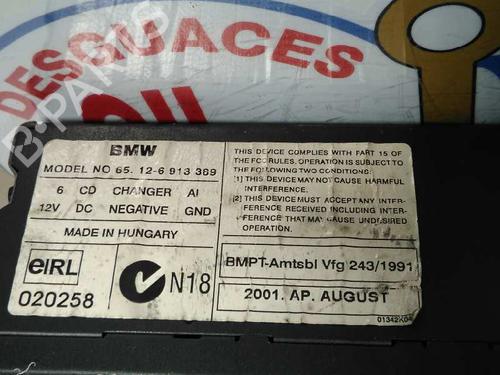 DESGUACES
B-PARTS
BMW
MODEL NO 65. 12-6 913 389
6 CD CHANGER AI
12V DC NEGATIVE GND
MADE IN HUNGARY
eIRL
020258
N18
THIS DEVICE COMPLIES WITH PART 15 OF
THE FCC RULES. OPERATION IS SUBJECT TO
THE FOLLOWING TWO CONDITIONS:
[1] THIS DEVICE MAY NOT CAUSE HARMFUL
INTERFERENCE.
[2] THIS DEVICE MUST ACCEPT ANY INTER-
FERENCE RECEIVED INCLUDING INTER-
FERENCE THAT MAY CAUSE UNDESIRED
OPERATION.
BMPT-Amtsbl Vfg 243/1991
2001. AP. AUGUST